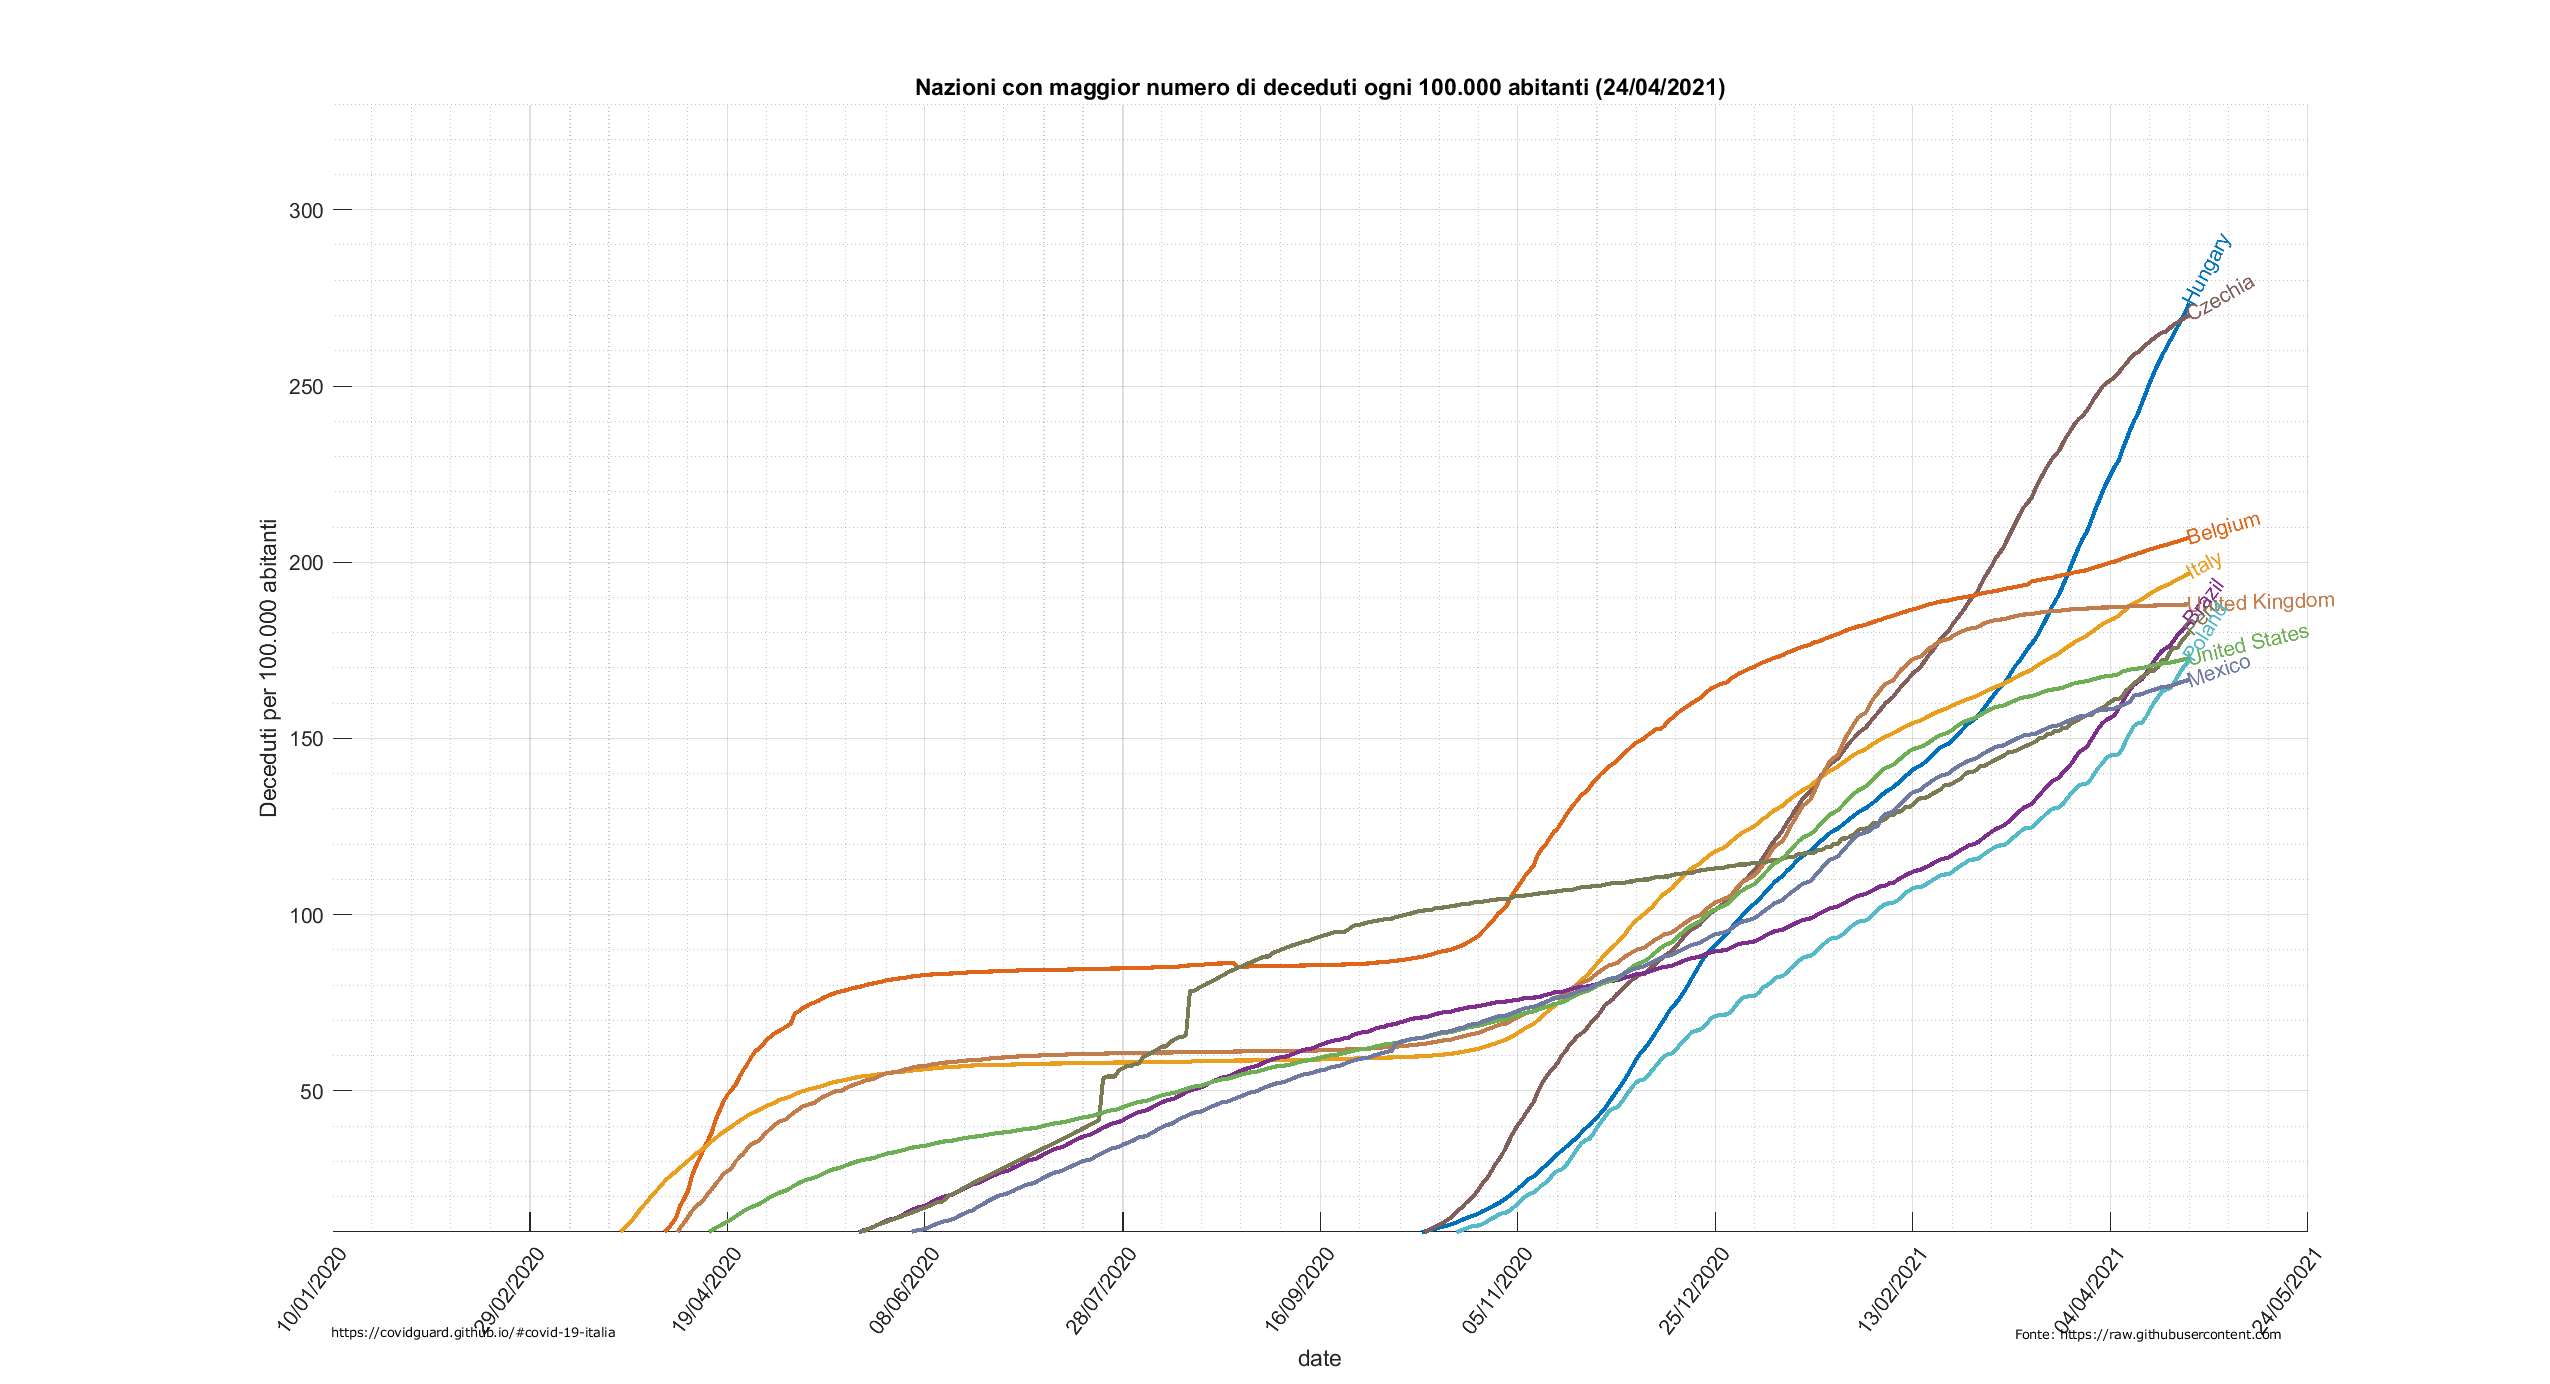 Nazioni con maggior numero di deceduti ogni 100.000 abitanti (24/04/2021)
Deceduti per 100.000 abitanti
300
250
200
150
100
50
Hungary
Czechia
Belgium
Italy
Brazil
United Kingdom
Peru
Poland
United States
Mexico
10/01/2020
29/02/2020
19/04/2020
08/06/2020
28/07/2020
16/09/2020
05/11/2020
25/12/2020
13/02/2021
04/04/2021
24/05/2021
https://covidguard.github.io/#covid-19-italia
Fonte: https://raw.githubusercontent.com
date